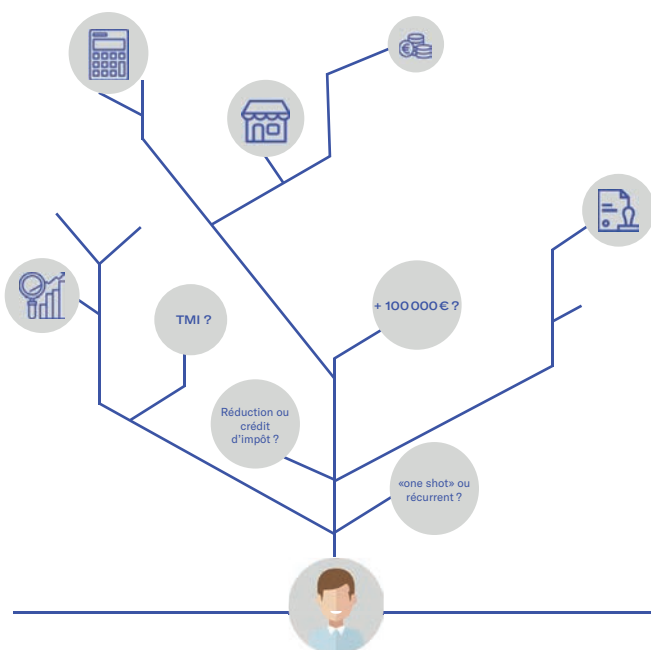 + 100 000 € ?
TMI ?
Réduction ou
crédit
d'impôt ?
«one shot» ou
récurrent ?